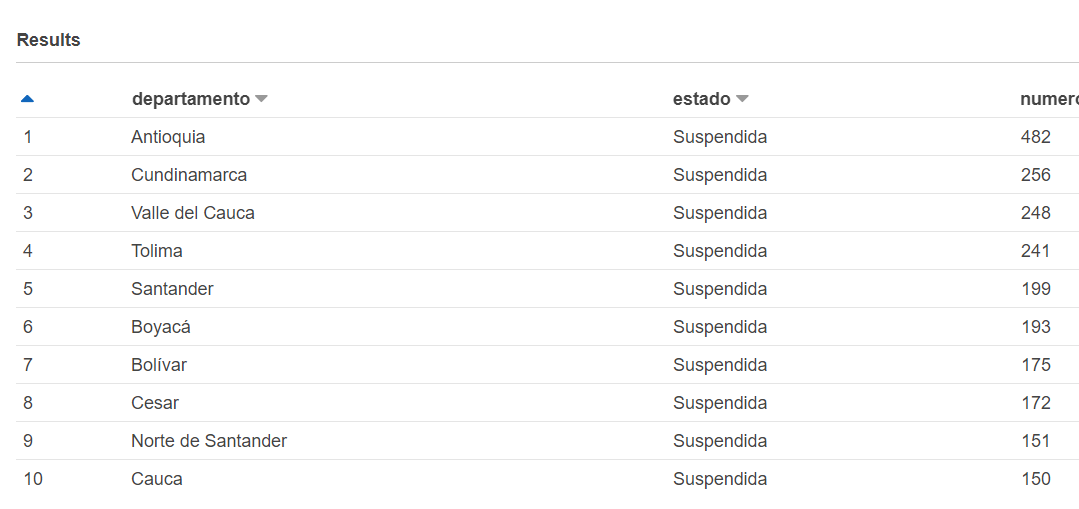 Results
departamento estado numero
1 Antioquia Suspendida 482
2 Cundinamarca Suspendida 256
3 Valle del Cauca Suspendida 248
4 Tolima Suspendida 241
5 Santander Suspendida 199
6 Boyacá Suspendida 193
7 Bolívar Suspendida 175
8 Cesar Suspendida 172
9 Norte de Santander Suspendida 151
10 Cauca Suspendida 150